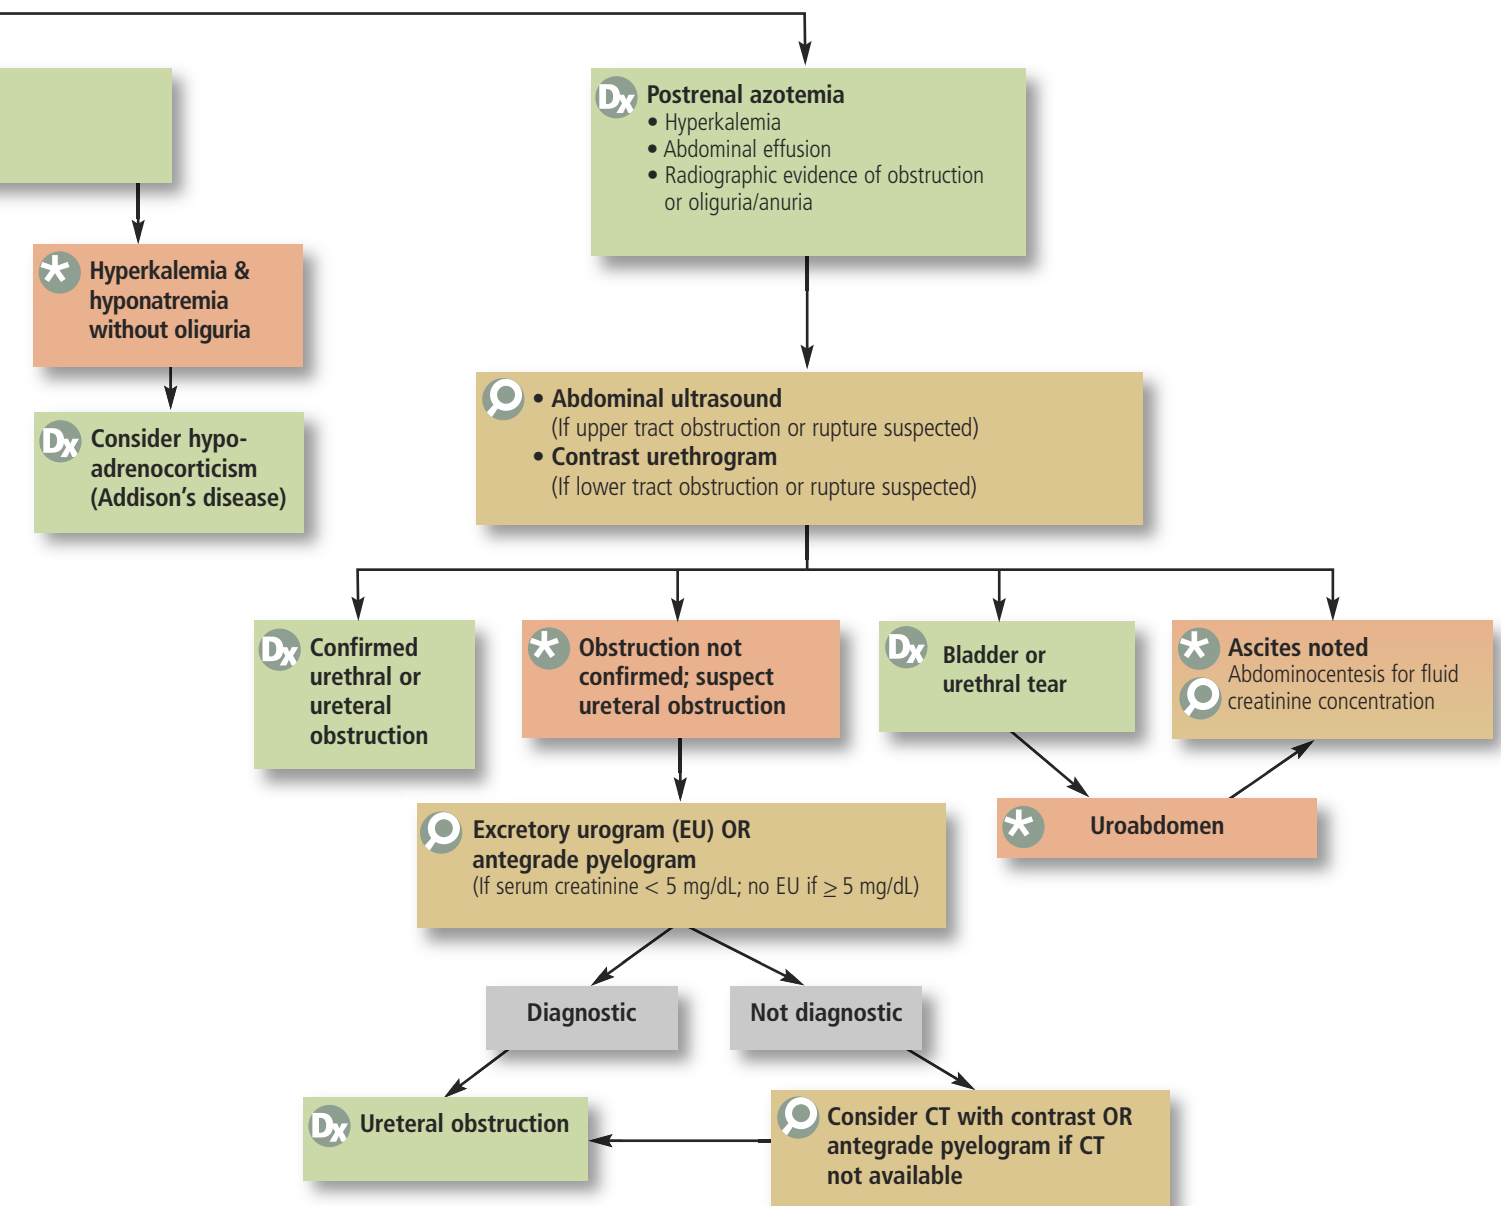 Dx Postrenal azotemia
• Hyperkalemia
• Abdominal effusion
• Radiographic evidence of obstruction
or oliguria/anuria
* Hyperkalemia &
hyponatremia
without oliguria
Dx Consider hypo-
adrenocorticism
(Addison's disease)
• Abdominal ultrasound
(If upper tract obstruction or rupture suspected)
• Contrast urethrogram
(If lower tract obstruction or rupture suspected)
Dx Confirmed
urethral or
ureteral
obstruction
* Obstruction not
confirmed; suspect
ureteral obstruction
Dx Bladder or
urethral tear
* Ascites noted
Abdominocentesis for fluid
creatinine concentration
* Uroabdomen
Excretory urogram (EU) OR
antegrade pyelogram
(If serum creatinine < 5 mg/dL; no EU if ≥ 5 mg/dL)
Diagnostic
Not diagnostic
Dx Ureteral obstruction
Consider CT with contrast OR
antegrade pyelogram if CT
not available